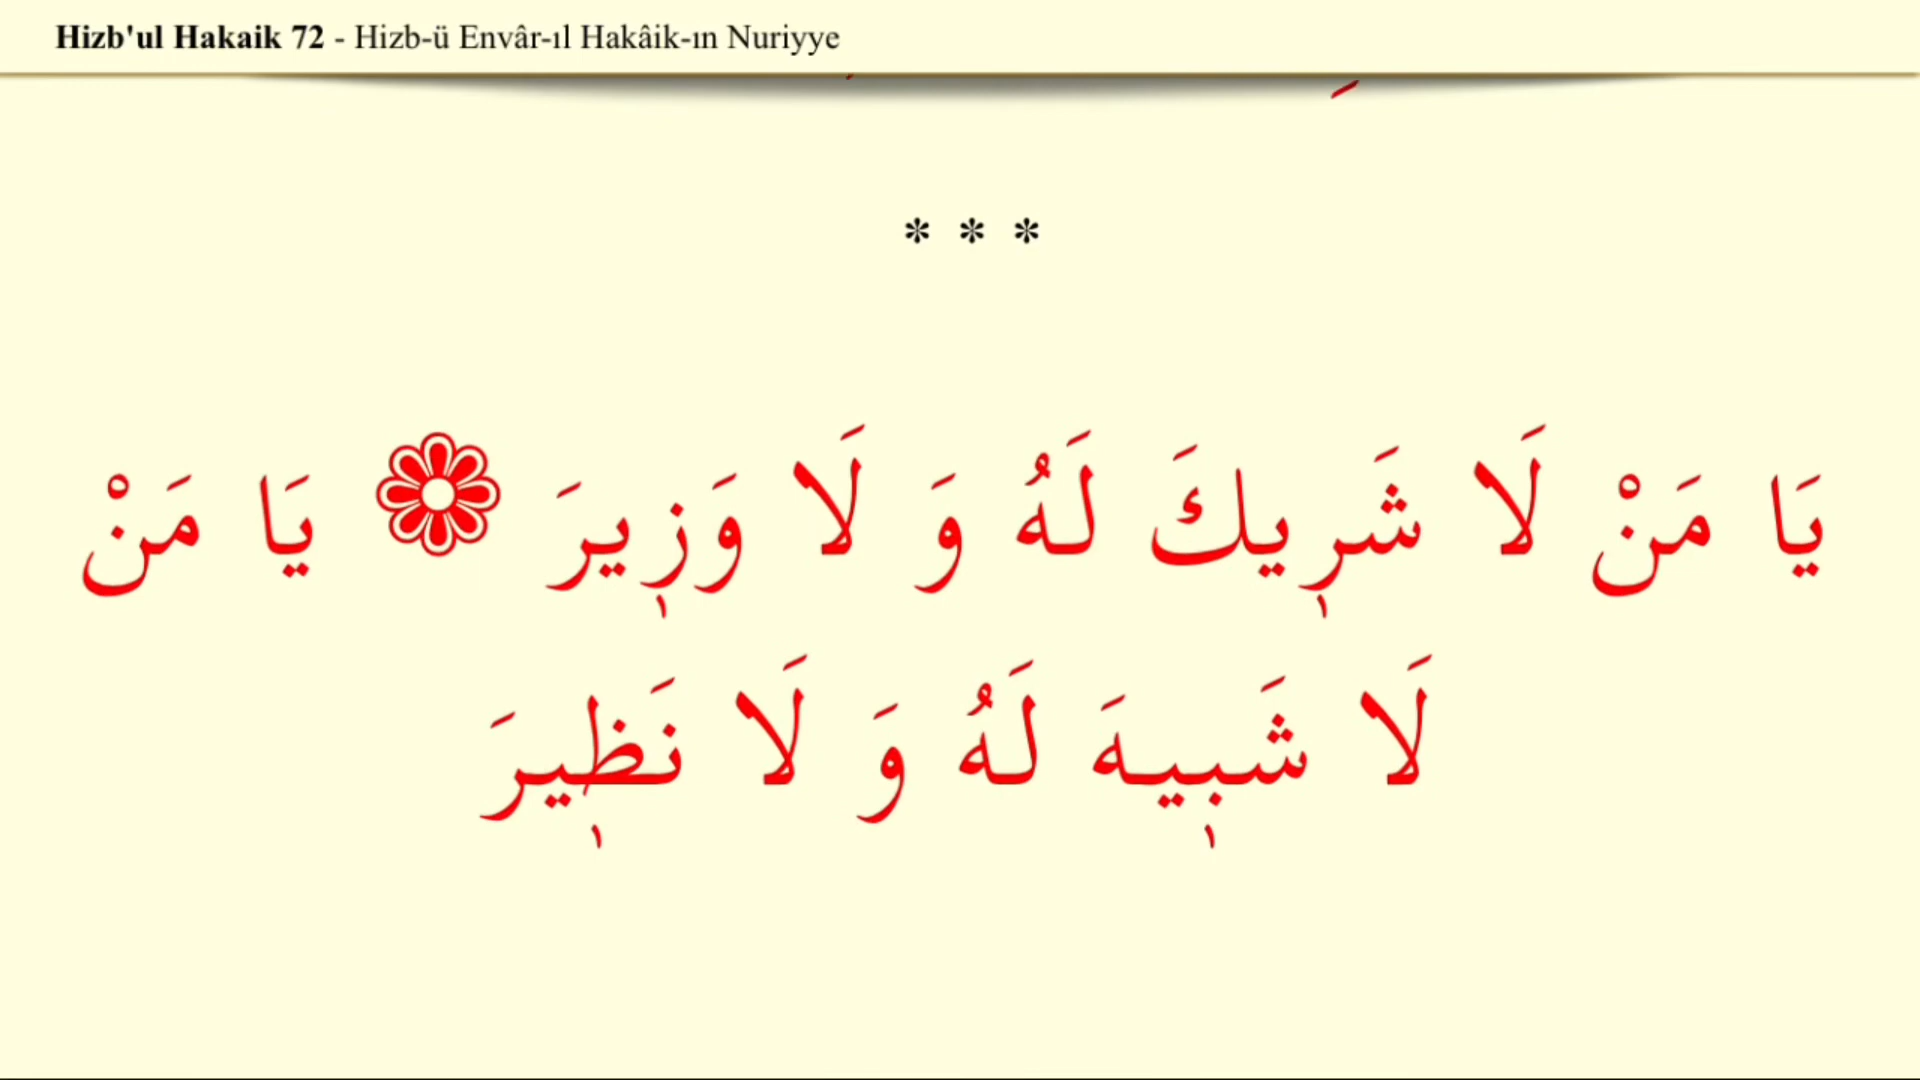 Hizb'ul Hakaik 72 - Hizb-ü Envâr-ıl Hakâik-ın Nuriyye
* * *
يَا مَنْ لَا شَرٖيكَ لَهُ وَ لَا وَزٖيرَ ❁ يَا مَنْ
لَا شَبٖيهَ لَهُ وَ لَا نَظٖيرَ